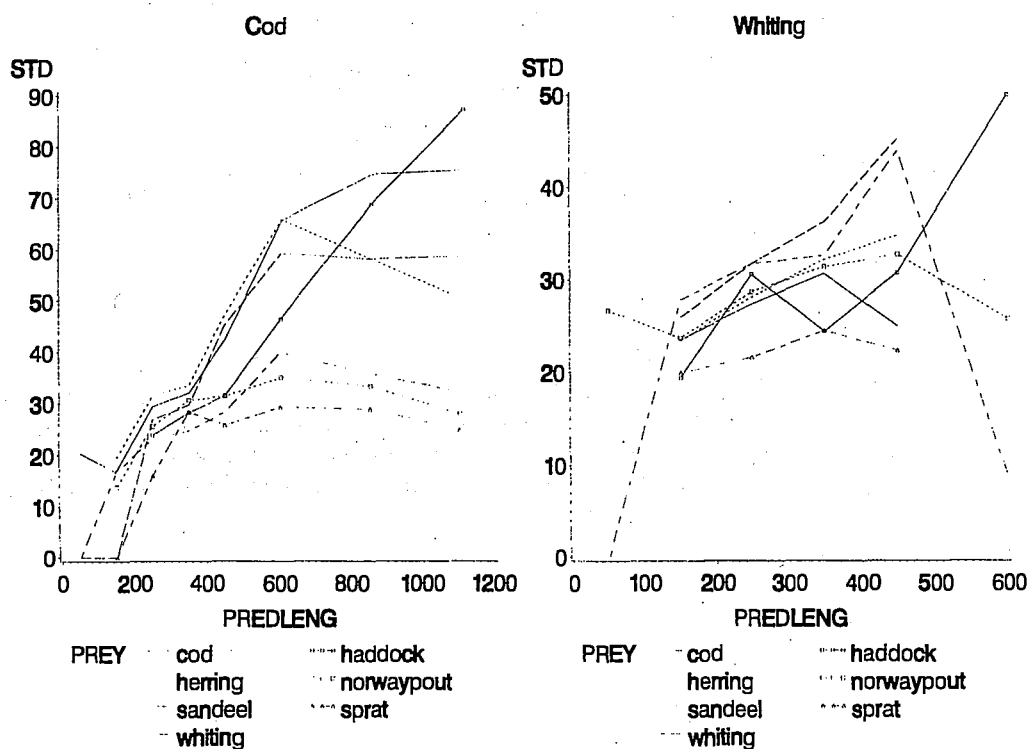 Cod
STD
90
80
70
60
50
40
30
20
10
0
0 200 400 600 800 1000 1200
PREDLENG
PREY cod haddock
herring norwaypout
sandeel sprat
whiting
Whiting
STD
50
40
30
20
10
0
0 100 200 300 400 500 600
PREDLENG
PREY cod haddock
herring norwaypout
sandeel sprat
whiting